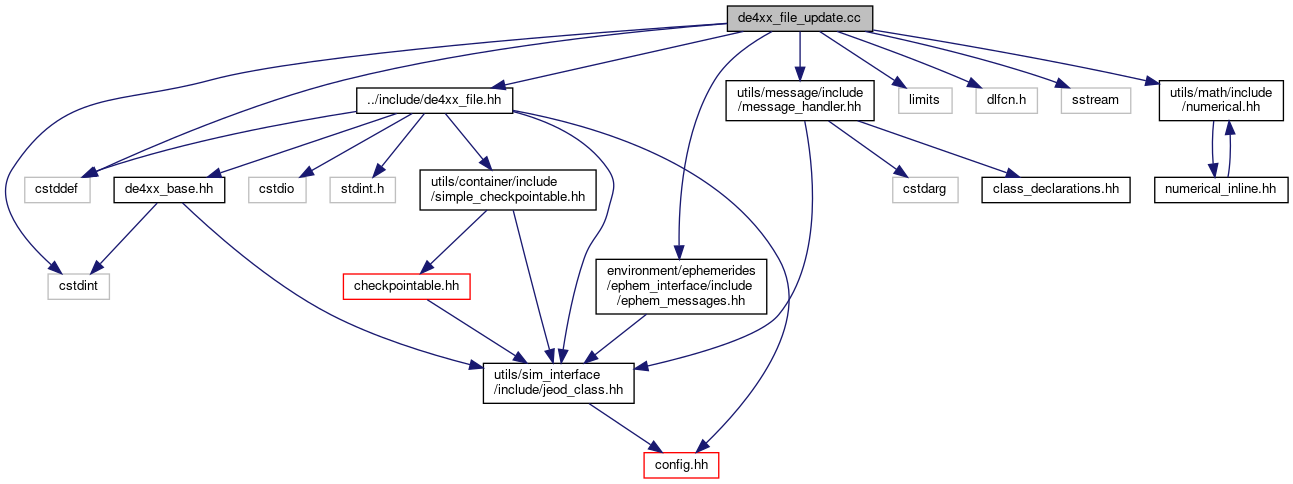 de4xx_file_update.cc
../include/de4xx_file.hh
utils/message/include
/message_handler.hh
limits
dlfcn.h
sstream
utils/math/include
/numerical.hh
cstddef
de4xx_base.hh
cstdio
stdint.h
utils/container/include
/simple_checkpointable.hh
cstdarg
class_declarations.hh
numerical_inline.hh
cstdint
checkpointable.hh
environment/ephemerides
/ephem_interface/include
/ephem_messages.hh
utils/sim_interface
/include/jeod_class.hh
config.hh